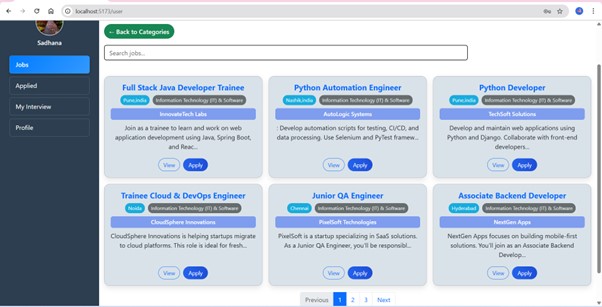 localhost:5173/user
Sadhana
Jobs
Applied
My Interview
Profile
← Back to Categories
Search jobs...
Full Stack Java Developer Trainee
Pune,india
Information Technology (IT) & Software
InnovateTech Labs
Join as a trainee to learn and work on web
application development using Java, Spring Boot,
and Reac...
View
Apply
Python Automation Engineer
Nashik,india
Information Technology (IT) & Software
AutoLogic Systems
: Develop automation scripts for testing, CI/CD, and
data processing. Use Selenium and PyTest framew...
View
Apply
Python Developer
Pune,india
Information Technology (IT) & Software
TechSoft Solutions
Develop and maintain web applications using
Python and Django. Collaborate with front-end
developers...
View
Apply
Trainee Cloud & DevOps Engineer
Noida
Information Technology (IT) & Software
CloudSphere Innovations
CloudSphere Innovations is helping startups migrate
to cloud platforms. This role is ideal for fresh...
View
Apply
Junior QA Engineer
Chennai
Information Technology (IT) & Software
PixelSoft Technologies
PixelSoft is a startup specializing in SaaS solutions.
As a Junior QA Engineer, you'll be responsibl...
View
Apply
Associate Backend Developer
Hyderabad
Information Technology (IT) & Software
NextGen Apps
NextGen Apps focuses on building mobile-first
solutions. You'll join as an Associate Backend
Develop...
View
Apply
Previous
1
2
3
Next